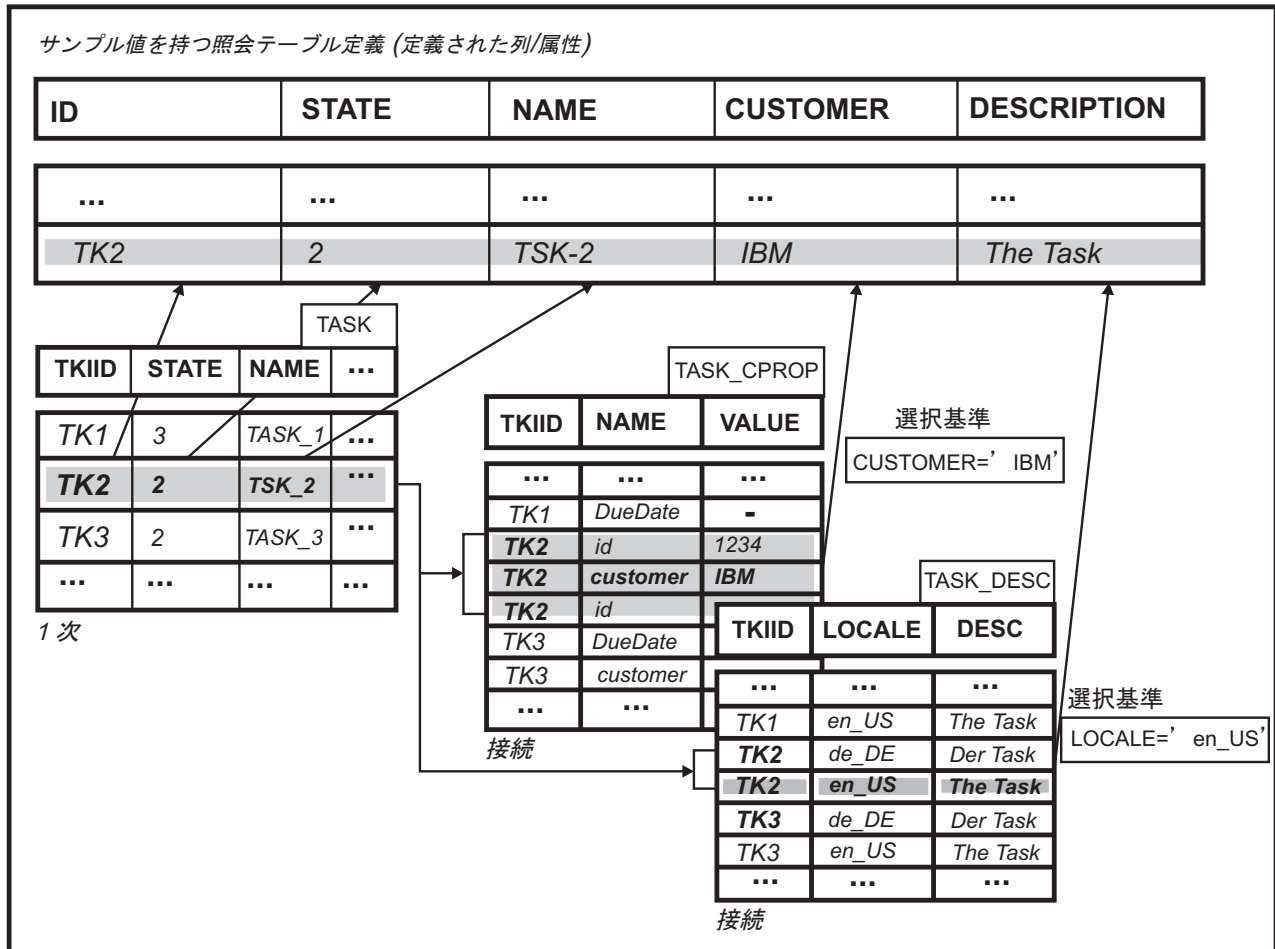 サンプル値を持つ照会テーブル定義 (定義された列/属性)
ID STATE NAME CUSTOMER DESCRIPTION
... ... ... ... ...
TK2 2 TSK-2 IBM The Task
TASK
TKIID STATE NAME ...
TK1 3 TASK_1 ...
TK2 2 TSK_2 ...
TK3 2 TASK_3 ...
... ... ... ...
1 次
TASK_CPROP
TKIID NAME VALUE
... ... ...
TK1 DueDate -
TK2 id 1234
TK2 customer IBM
TK2 id
TK3 DueDate
TK3 customer
... ...
接続
選択基準
CUSTOMER=’ IBM’
TASK_DESC
TKIID LOCALE DESC
... ... ...
TK1 en_US The Task
TK2 de_DE Der Task
TK2 en_US The Task
TK3 de_DE Der Task
TK3 en_US The Task
... ... ...
接続
選択基準
LOCALE=’ en_US’